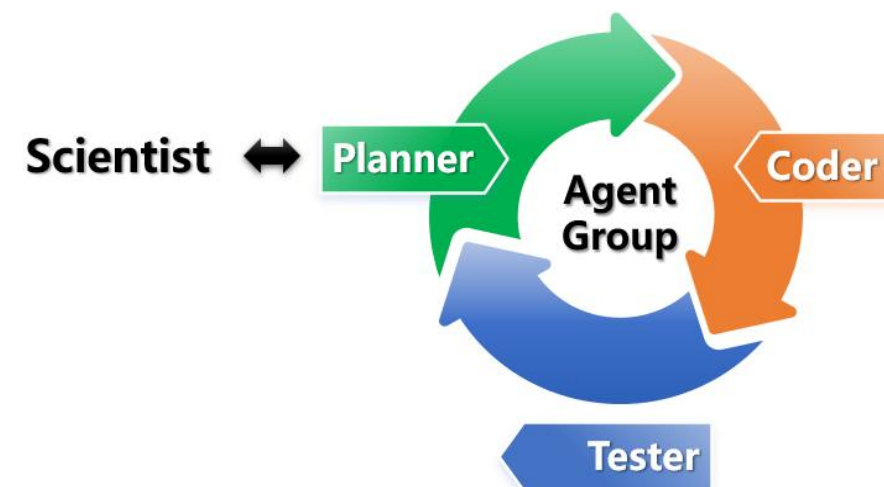 Scientist
Planner
Agent
Group
Coder
Tester